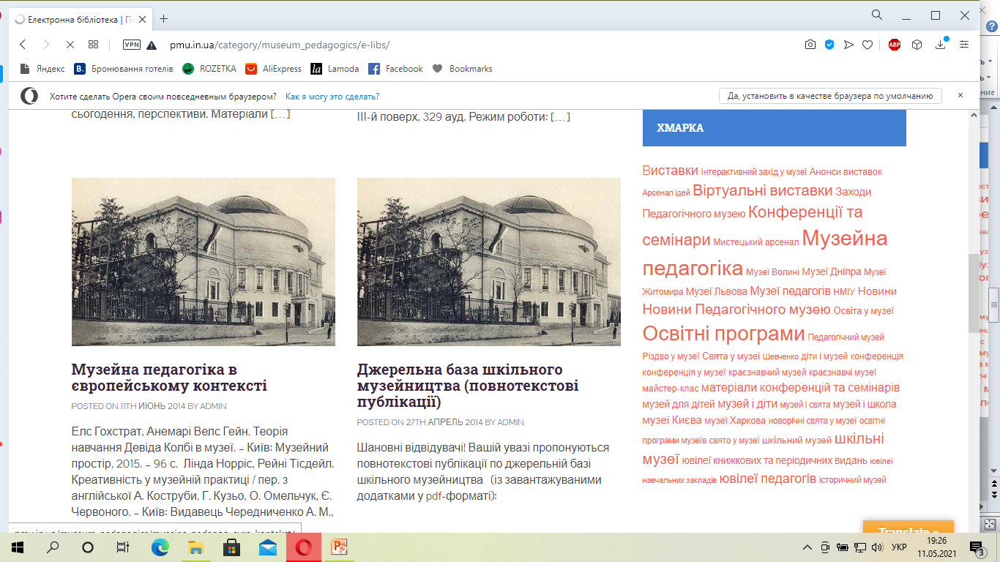 Електронна бібліотека | П
VPN
pmu.in.ua/category/museum_pedagogics/e-libs/
ABP
Яндекс
B. Бронювання готелів
ROZETKA
AliExpress
la Lamoda
Facebook
Bookmarks
Хотите сделать Opera своим повседневным браузером? Как я могу это сделать?
Да, установить в качестве браузера по умолчанию
сьогодення, перспективи. Матеріали […]
ІІІ-й поверх, 329 ауд. Режим роботи: […]
Музейна педагогіка в
європейському контексті
POSTED ON 11TH ИЮНЬ 2014 BY ADMIN
Елс Гохстрат, Анемарі Велс Гейн. Теорія
навчання Девіда Колбі в музеї. – Київ: Музейний
простір, 2015. – 96 с. Лінда Норріс, Рейні Тісдейл.
Креативність у музейній практиці / пер. з
англійської А. Коструби, Г. Кузьо, О. Омельчук, Є.
Червоного. – Київ: Видавець Чередниченко А. М.,
Джерельна база шкільного
музейництва (повнотекстові
публікації)
POSTED ON 27TH АПРЕЛЬ 2014 BY ADMIN
Шановні відвідувачі! Вашій увазі пропонуються
повнотекстові публікації по джерельній базі
шкільного музейництва (із завантажуваними
додатками у pdf-форматі):
ХМАРКА
Виставки Інтерактивний захід у музеї Анонси виставок
Арсенал ідей Віртуальні виставки Заходи
Педагогічного музею Конференції та
семінари Мистецький арсенал Музейна
педагогіка Музеї Волині Музеї Дніпра Музеї
Житомира Музеї Львова Музеї педагогів НМІУ Новини
Новини Педагогічного музею Освіта у музеї
Освітні програми Педагогічний музей
Різдво у музеї Свята у музеї Шевченко діти і музей конференція
конференція у музеї краєзнавчий музей краєзнавчі музеї
майстер-клас матеріали конференцій та семінарів
музей для дітей музей і діти музей і свята музей і школа
музеї Києва музеї Харкова новорічні свята у музеї освітні
програми музеїв свято у музеї шкільний музей шкільні
музеї ювілеї книжкових та періодичних видань ювілеї
навчальних закладів ювілеї педагогів історичний музей
Translate »
УКР
19:26
11.05.2021
3